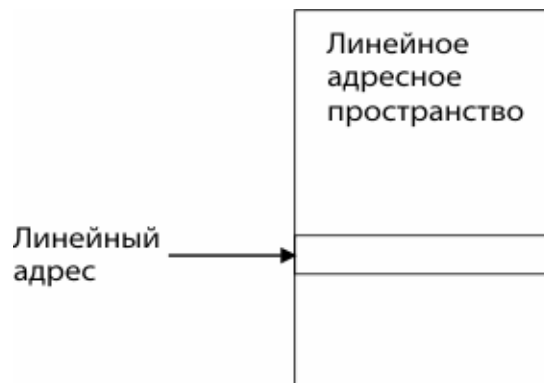 Линейное
адресное
пространство
Линейный
адрес